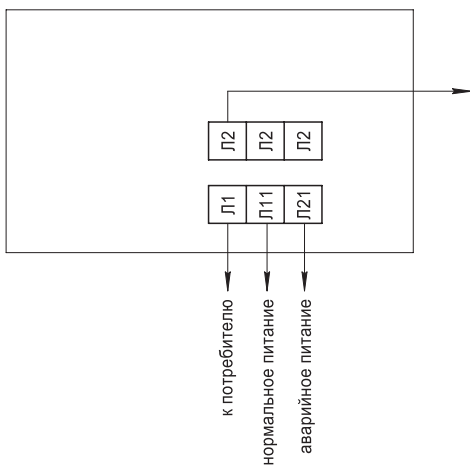 Л2 Л2 Л2
Л1 Л11 Л21
к потребителю
нормальное питание
аварийное питание